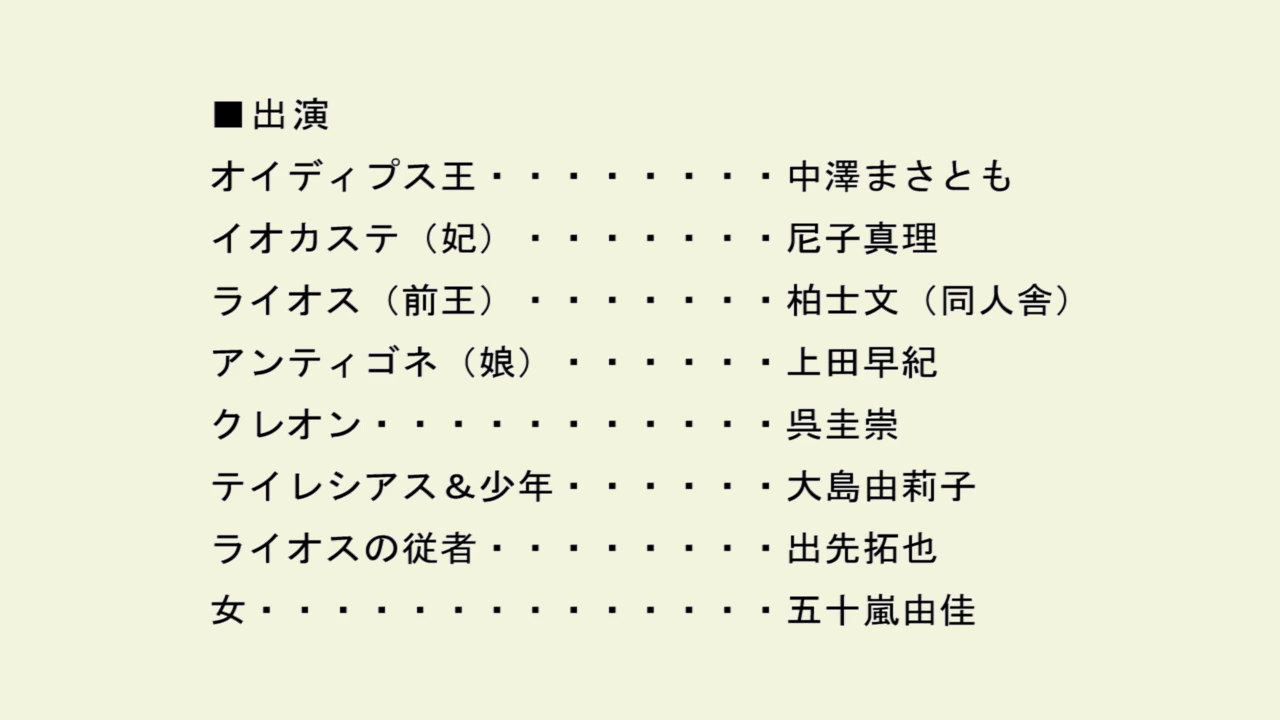 ■出演
オイディプス王・・・・・・・・中澤まさとも
イオカステ（妃）・・・・・・・尼子真理
ライオス（前王）・・・・・・・柏士文（同人舎）
アンティゴネ（娘）・・・・・・上田早紀
クレオン・・・・・・・・・・・呉圭崇
テイレシアス＆少年・・・・・・大島由莉子
ライオスの従者・・・・・・・・出先拓也
女・・・・・・・・・・・・・・五十嵐由佳